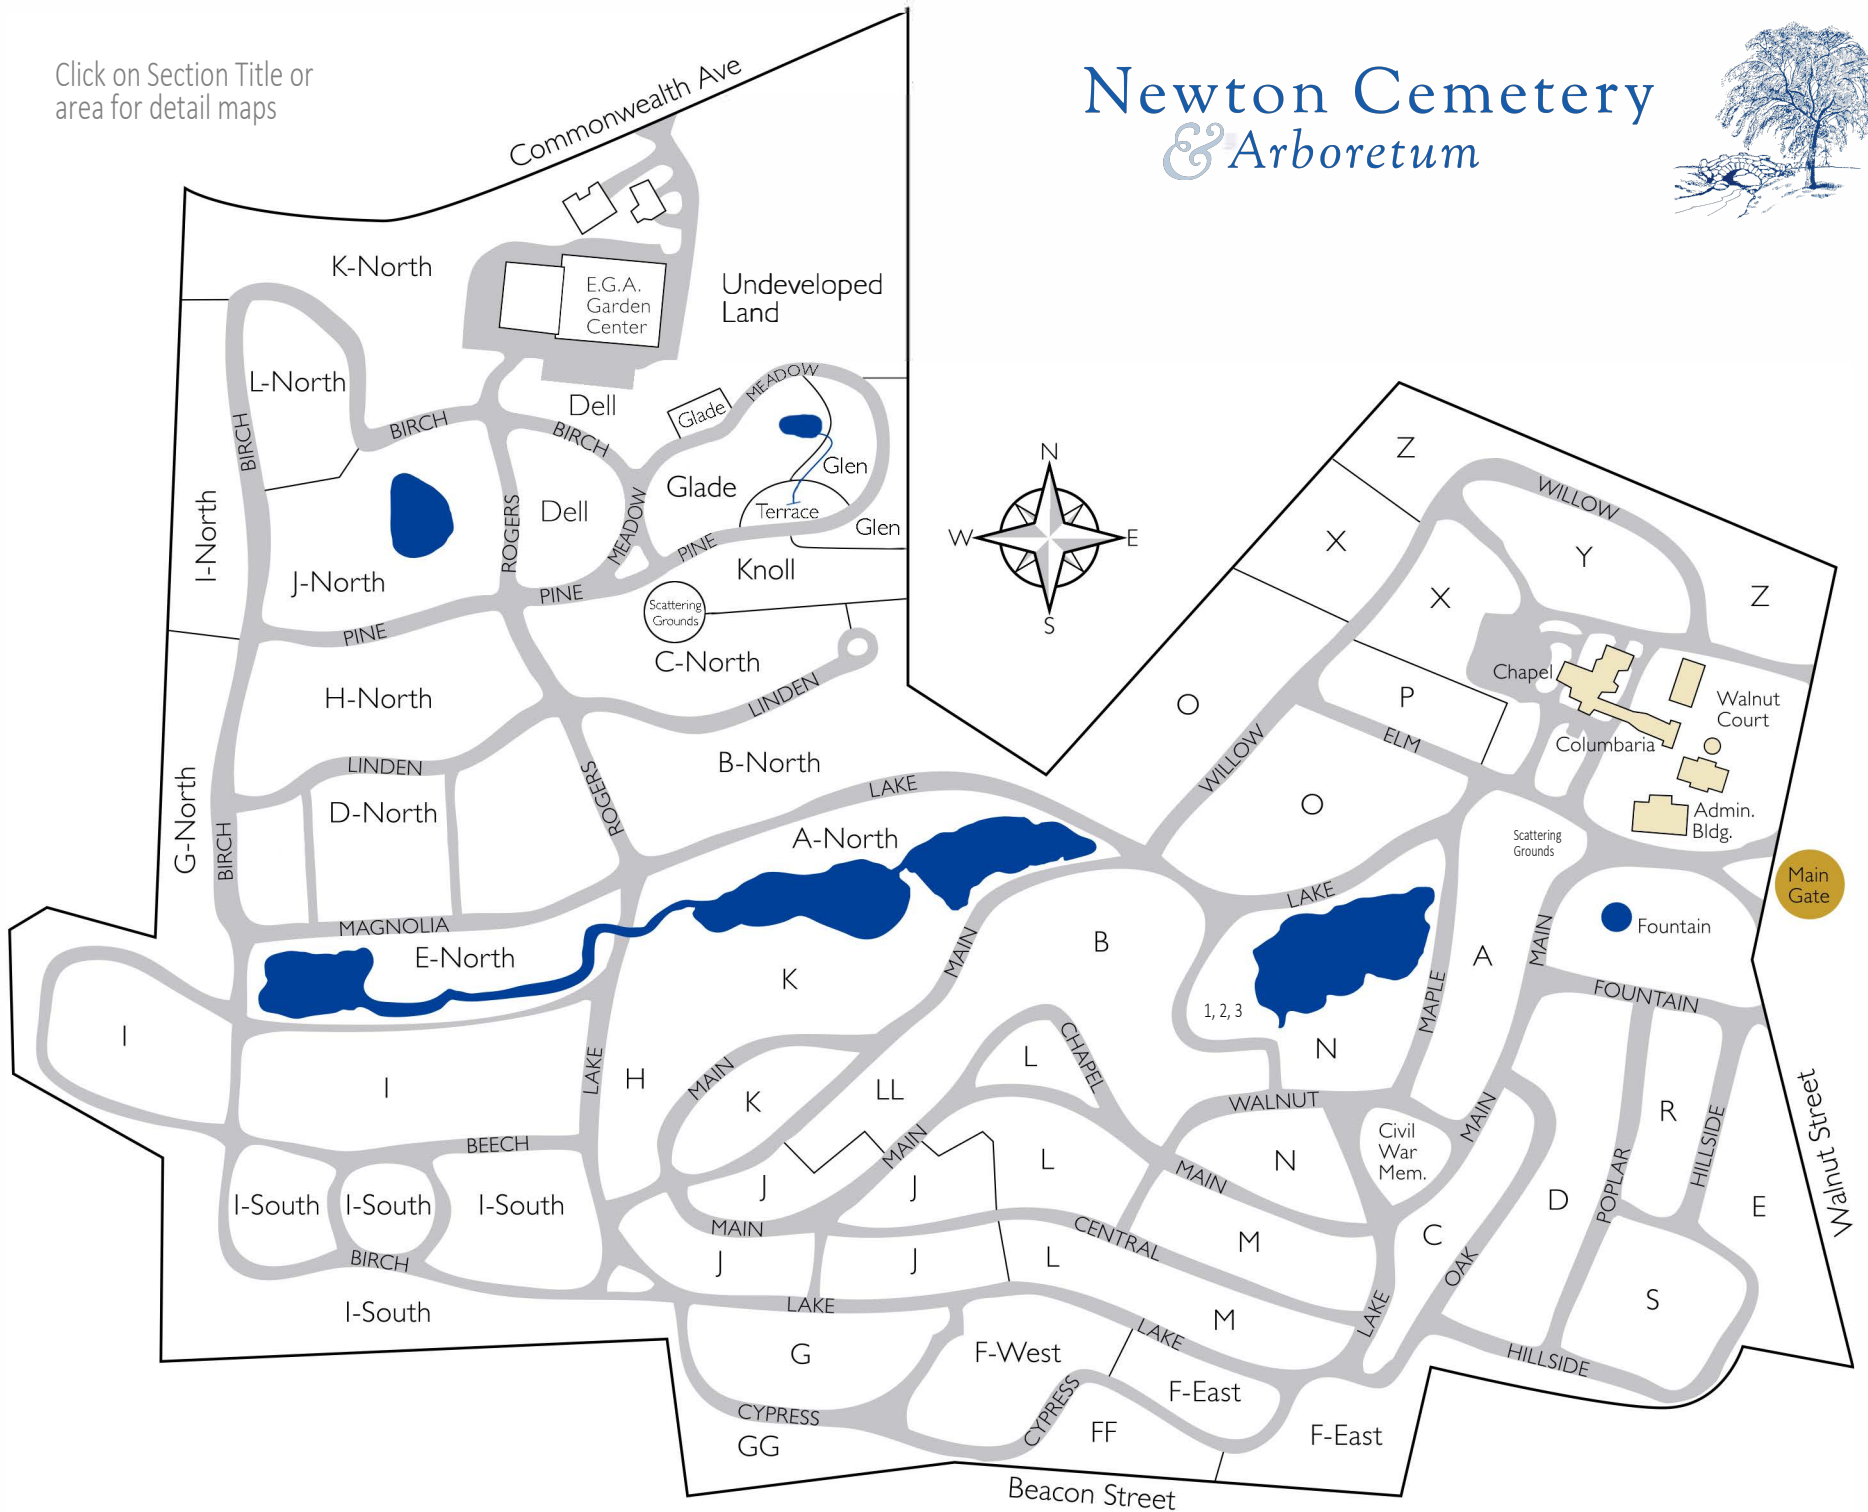 Click on Section Title or
area for detail maps
Newton Cemetery
& Arboretum
Commonwealth Ave
K-North
E.G.A.
Garden
Center
Undeveloped
Land
L-North
BIRCH
BIRCH
Dell
BIRCH
Glade
MEADOW
Glade
Glen
Terrace
Glen
I-North
ROGERS
Dell
MEADOW
PINE
Knoll
J-North
PINE
PINE
Scattering
Grounds
C-North
LINDEN
H-North
LINDEN
ROGERS
B-North
D-North
G-North
BIRCH
LAKE
A-North
MAGNOLIA
E-North
N
W
E
S
Z
WILLOW
X
Y
X
Z
Chapel
Walnut
Court
P
O
ELM
Columbaria
WILLOW
O
Admin.
Bldg.
Scattering
Grounds
Main
Gate
LAKE
MAIN
Fountain
B
A
MAIN
K
1, 2, 3
MAPLE
FOUNTAIN
N
I
I
LAKE
H
MAIN
K
LL
L
CHAPEL
WALNUT
MAIN
R
HILLSIDE
Walnut Street
BEECH
MAIN
L
N
Civil
War
Mem.
POPLAR
I-South
I-South
I-South
J
J
MAIN
D
E
MAIN
CENTRAL
M
C
BIRCH
J
J
L
OAK
I-South
LAKE
M
LAKE
S
G
F-West
LAKE
HILLSIDE
CYPRESS
CYPRESS
F-East
GG
FF
F-East
Beacon Street